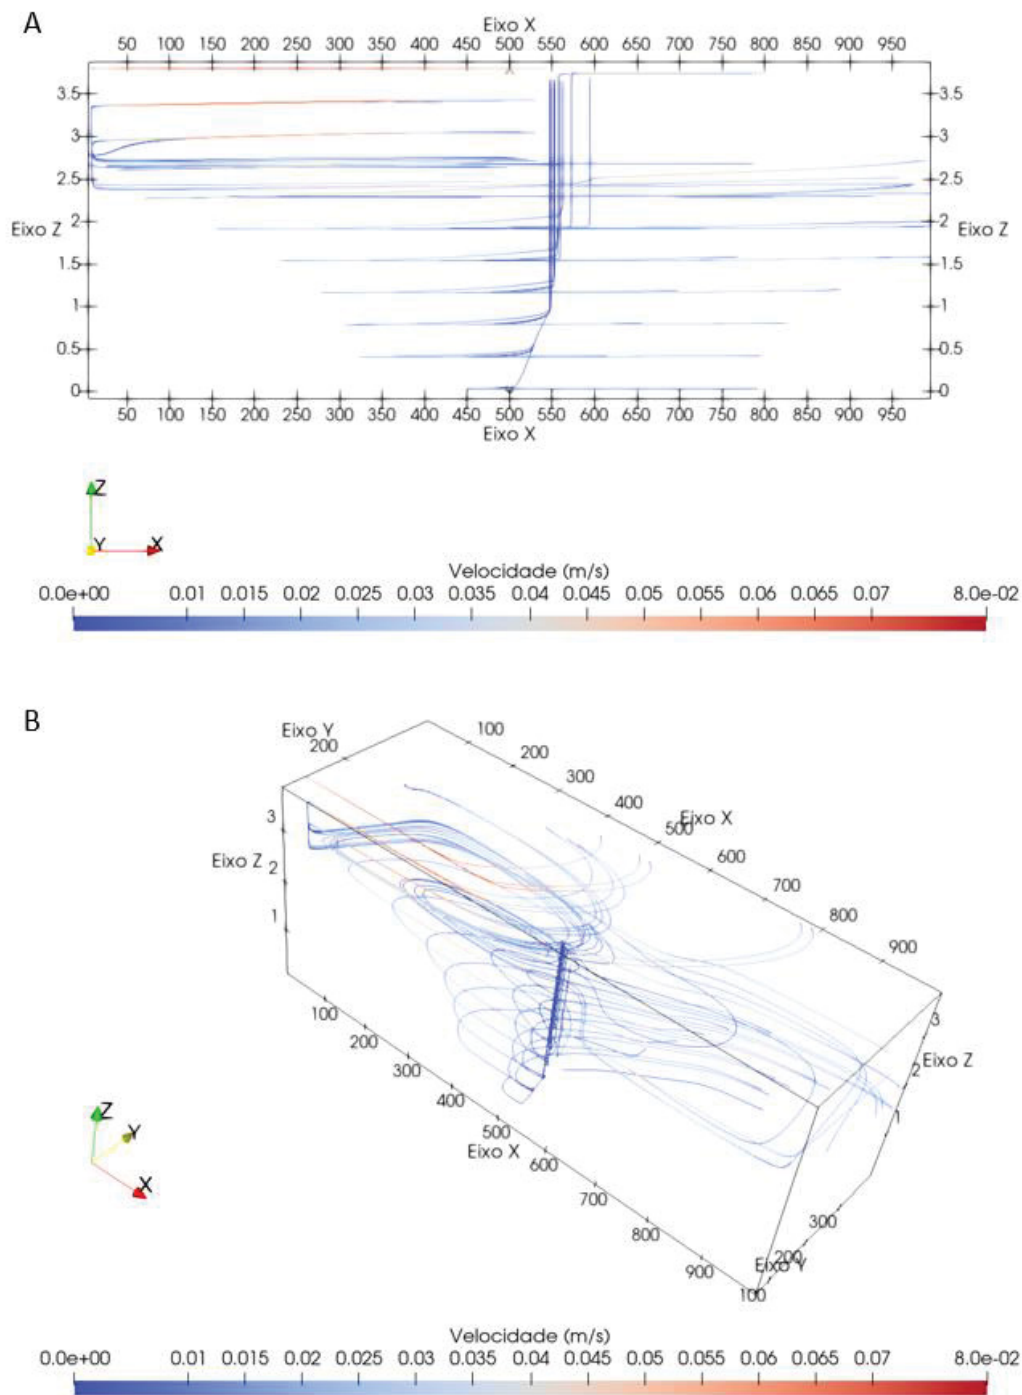 A
Eixo X
50 100 150 200 250 300 350 400 450 500 550 600 650 700 750 800 850 900 950
3.5 3.5
3 3
2.5 2.5
Eixo Z 2 2 Eixo Z
1.5 1.5
1 1
0.5 0.5
0 0
50 100 150 200 250 300 350 400 450 500 550 600 650 700 750 800 850 900 950
Eixo X
Z
Y X
Velocidade (m/s)
0.0e+00 0.01 0.015 0.02 0.025 0.03 0.035 0.04 0.045 0.05 0.055 0.06 0.065 0.07 8.0e-02
B
Eixo Y
200
100
200
300
400
500
Eixo X
600
700
800
900
3
Eixo Z 2
1
3
2 Eixo Z
1
100
200
300
400
500
Eixo X
600
700
800
900
100
200
Eixo Y
300
Z
Y
X
Velocidade (m/s)
0.0e+00 0.01 0.015 0.02 0.025 0.03 0.035 0.04 0.045 0.05 0.055 0.06 0.065 0.07 8.0e-02